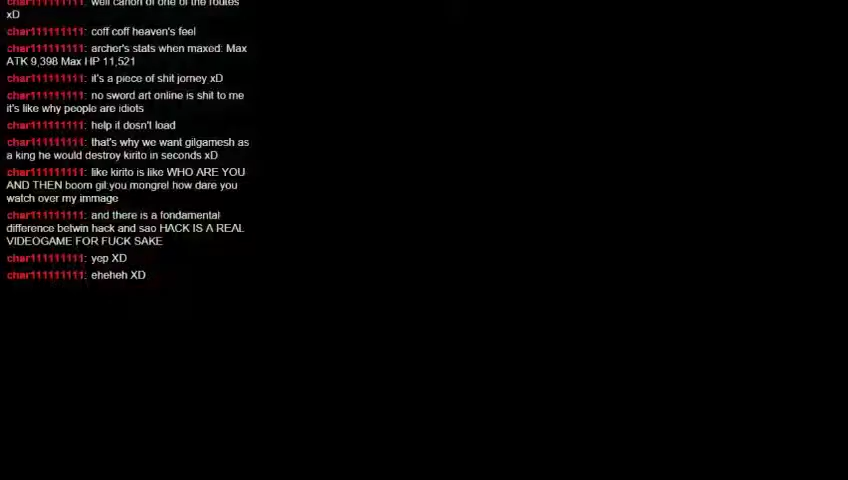 char111111111: well canon of one of the routes
xD
char111111111: coff coff heaven's feel
char111111111: archer's stats when maxed: Max
ATK 9,398 Max HP 11,521
char111111111: it's a piece of shit jorney xD
char111111111: no sword art online is shit to me
it's like why people are idiots
char111111111: help it dosn't load
char111111111: that's why we want gilgamesh as
a king he would destroy kirito in seconds xD
char111111111: like kirito is like WHO ARE YOU
AND THEN boom gil:you mongrel how dare you
watch over my immage
char111111111: and there is a fondamental
difference betwin hack and sao HACK IS A REAL
VIDEOGAME FOR FUCK SAKE
char111111111: yep XD
char111111111: eheheh XD